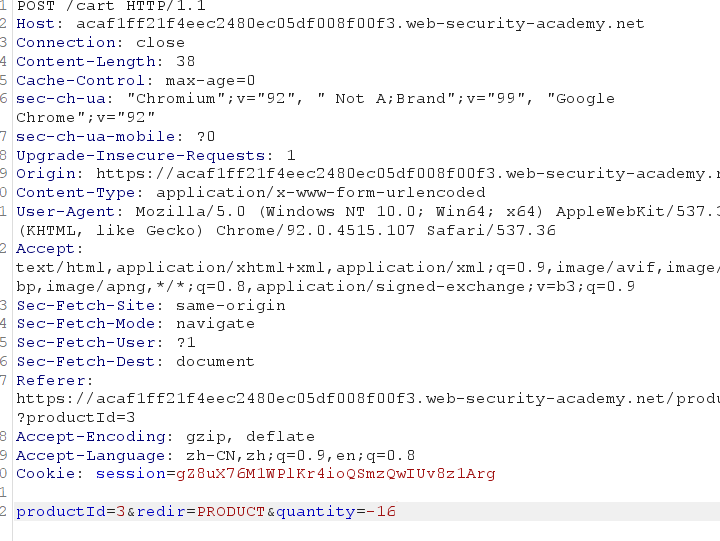 1 POST /cart HTTP/1.1
2 Host: acaf1ff21f4eec2480ec05df008f00f3.web-security-academy.net
3 Connection: close
4 Content-Length: 38
5 Cache-Control: max-age=0
6 sec-ch-ua: "Chromium";v="92", " Not A;Brand";v="99", "Google
Chrome";v="92"
7 sec-ch-ua-mobile: ?0
8 Upgrade-Insecure-Requests: 1
9 Origin: https://acaf1ff21f4eec2480ec05df008f00f3.web-security-academy.n
0 Content-Type: application/x-www-form-urlencoded
1 User-Agent: Mozilla/5.0 (Windows NT 10.0; Win64; x64) AppleWebKit/537.3
(KHTML, like Gecko) Chrome/92.0.4515.107 Safari/537.36
2 Accept:
text/html,application/xhtml+xml,application/xml;q=0.9,image/avif,image/
bp,image/apng,*/*;q=0.8,application/signed-exchange;v=b3;q=0.9
3 Sec-Fetch-Site: same-origin
4 Sec-Fetch-Mode: navigate
5 Sec-Fetch-User: ?1
6 Sec-Fetch-Dest: document
7 Referer:
https://acaf1ff21f4eec2480ec05df008f00f3.web-security-academy.net/produ
?productId=3
8 Accept-Encoding: gzip, deflate
9 Accept-Language: zh-CN,zh;q=0.9,en;q=0.8
0 Cookie: session=gZ8uX76M1WPlKr4ioQSmzQwIUv8z1Arg
1
2 productId=3&redir=PRODUCT&quantity=-16